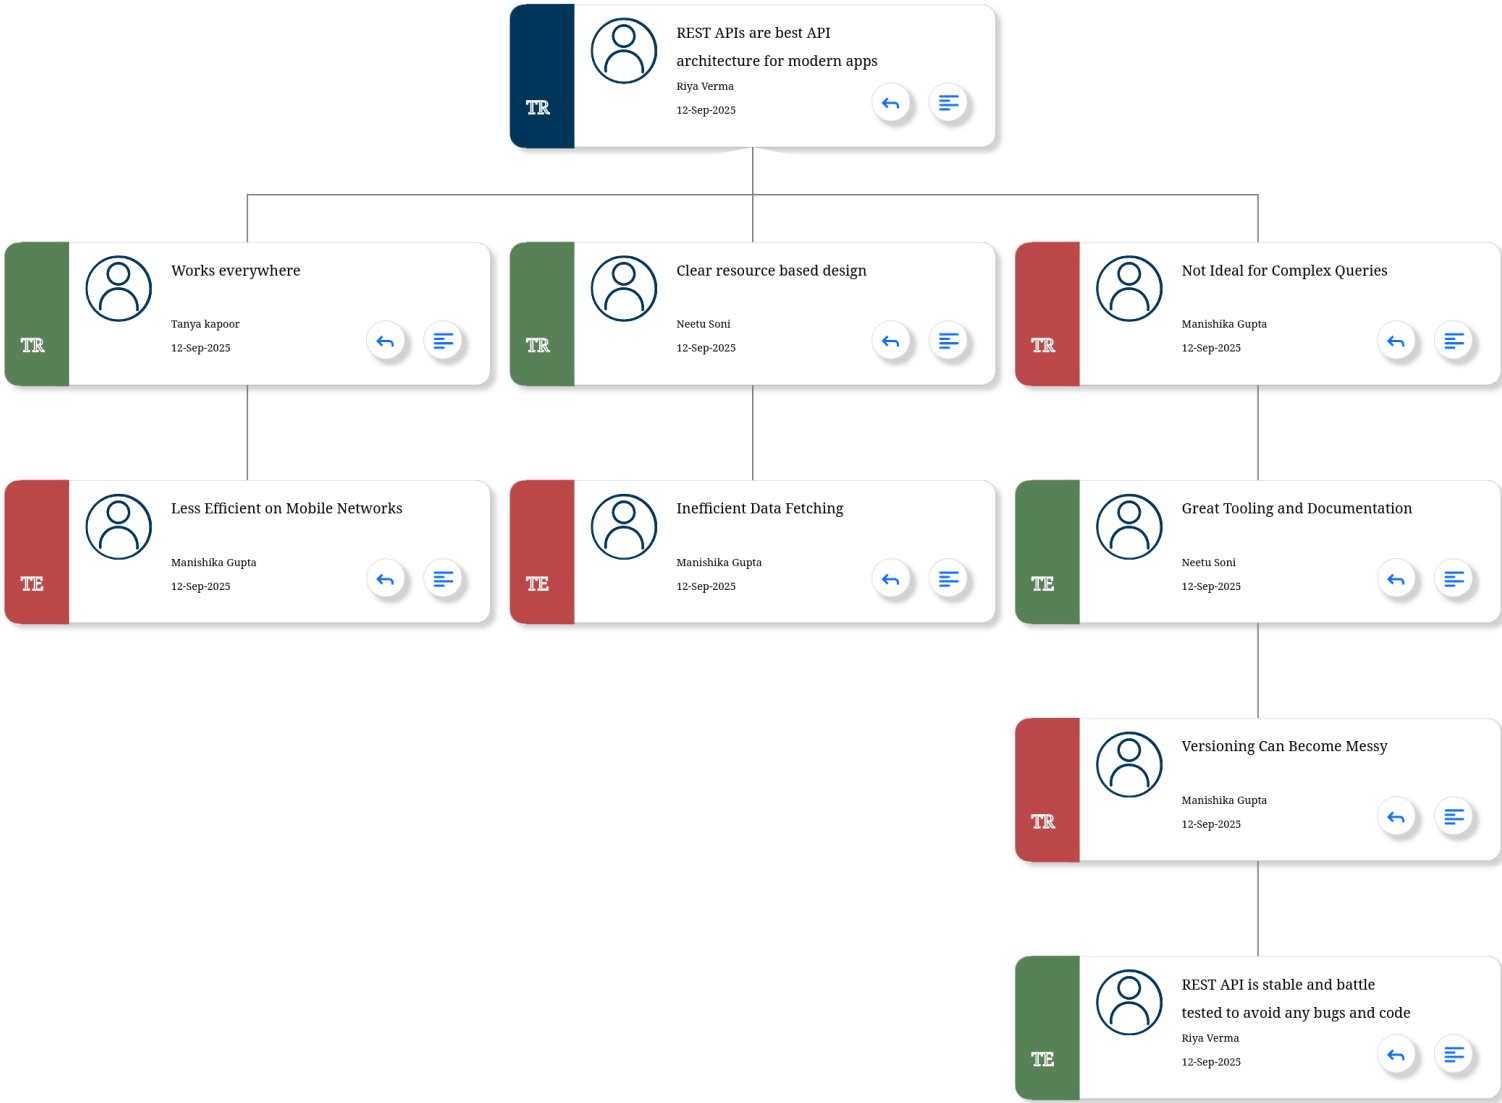 REST APIs are best API
architecture for modern apps
Riya Verma
12-Sep-2025
TR
Works everywhere
Tanya kapoor
12-Sep-2025
TR
Clear resource based design
Neetu Soni
12-Sep-2025
TR
Not Ideal for Complex Queries
Manishika Gupta
12-Sep-2025
TR
Less Efficient on Mobile Networks
Manishika Gupta
12-Sep-2025
TE
Inefficient Data Fetching
Manishika Gupta
12-Sep-2025
TE
Great Tooling and Documentation
Neetu Soni
12-Sep-2025
TE
Versioning Can Become Messy
Manishika Gupta
12-Sep-2025
TR
REST API is stable and battle
tested to avoid any bugs and code
Riya Verma
12-Sep-2025
TE